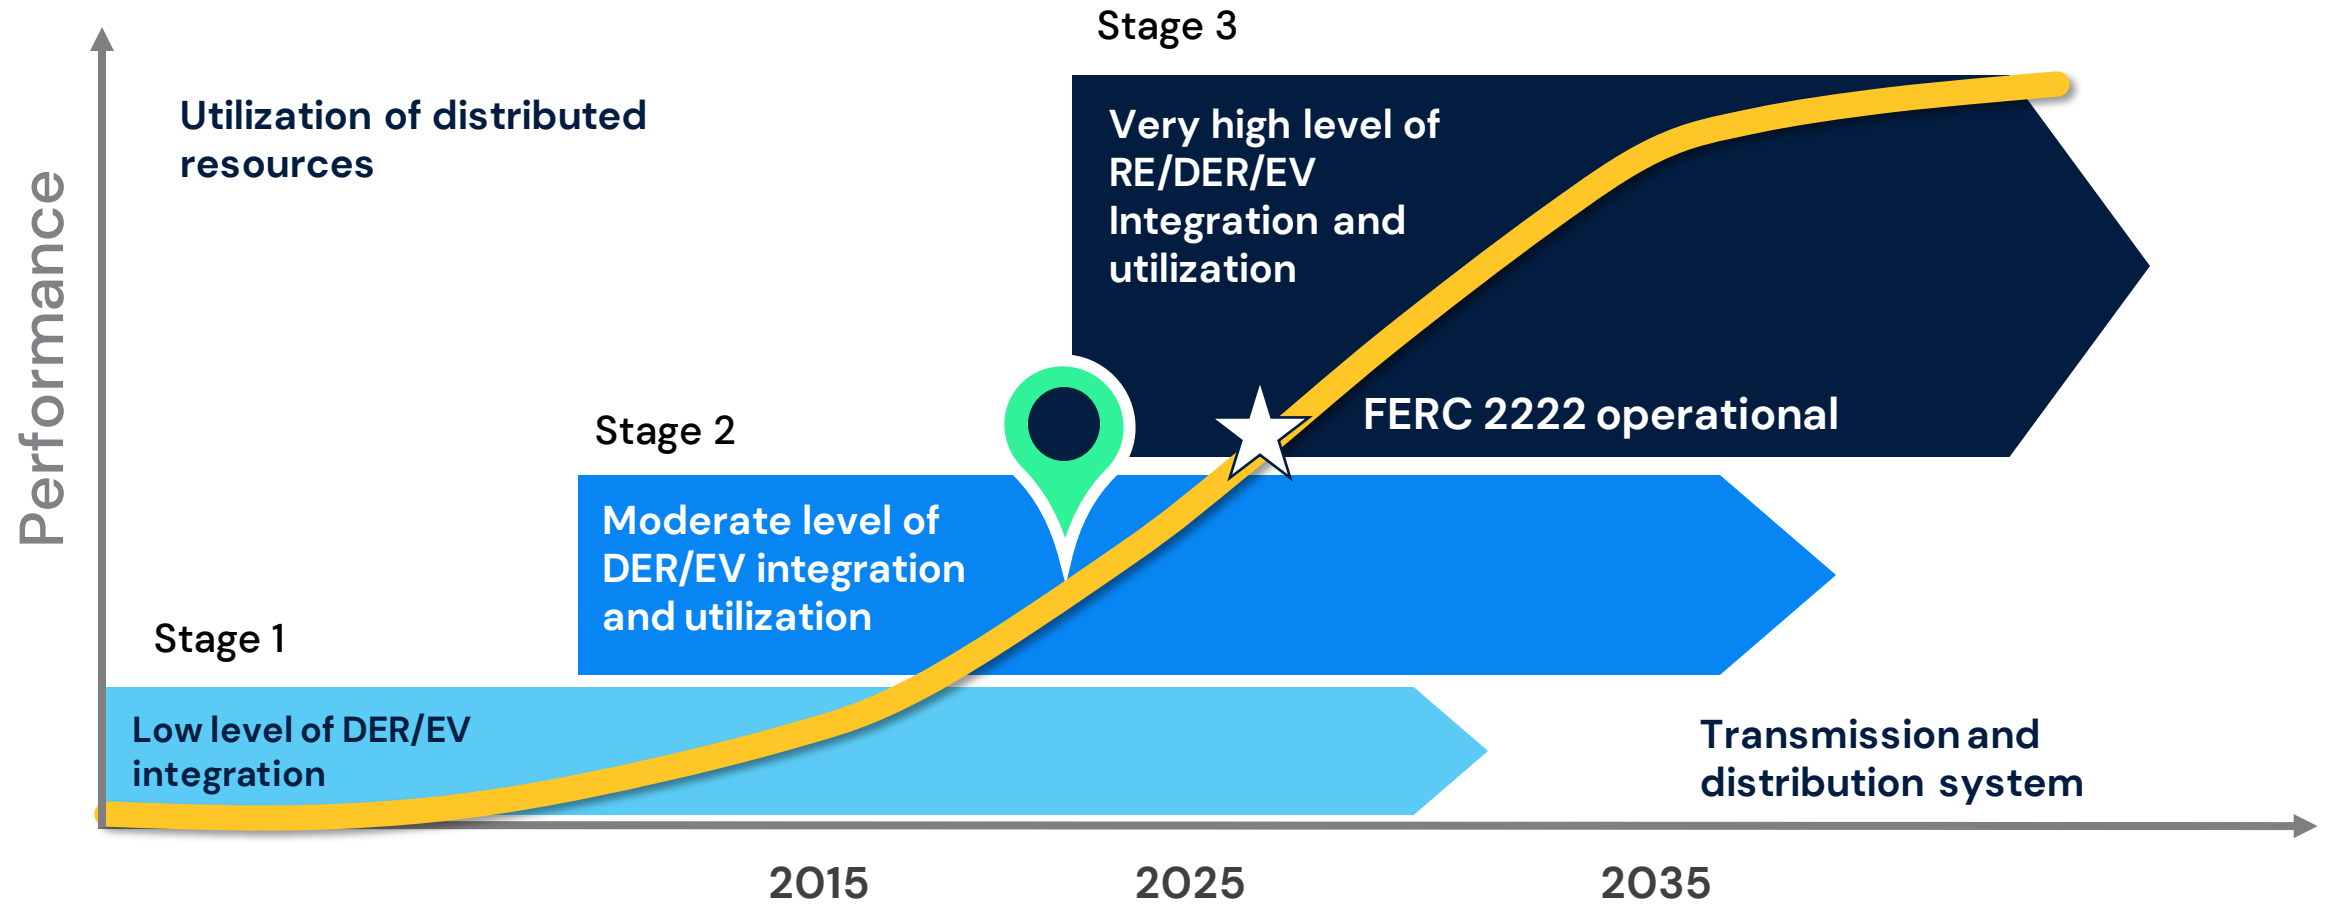 Stage 3
Utilization of distributed
resources
Very high level of
RE/DER/EV
Integration and
utilization
Performance
FERC 2222 operational
Stage 2
Moderate level of
DER/EV integration
and utilization
Stage 1
Low level of DER/EV
integration
Transmission and
distribution system
2015
2025
2035